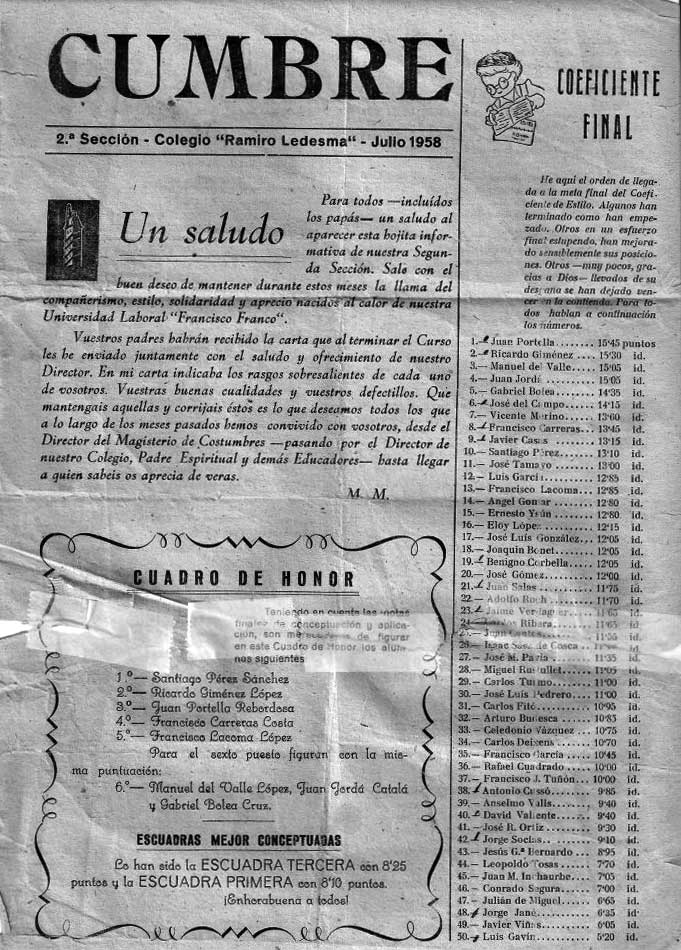 CUMBRE
2.ª Sección - Colegio "Ramiro Ledesma" - Julio 1958
Un saludo
Para todos —incluídos
los papás— un saludo al
aparecer esta hojita infor-
mativa de nuestra Segun-
da Sección. Sale con el
buen deseo de mantener durante estos meses la llama del
compañerismo, estilo, solidaridad y aprecio nacidos al calor de nuestra
Universidad Laboral "Francisco Franco".
Vuestros padres habrán recibido la carta que al terminar el Curso
les he enviado juntamente con el saludo y ofrecimiento de nuestro
Director. En mi carta indicaba los rasgos sobresalientes de cada uno
de vosotros. Vuestras buenas cualidades y vuestros defectillos. Que
mantengais aquellas y corrijais éstos es lo que deseamos todos los que
a lo largo de los meses pasados hemos convivido con vosotros, desde el
Director del Magisterio de Costumbres —pasando por el Director de
nuestro Colegio, Padre Espiritual y demás Educadores— hasta llegar
a quien sabeis os aprecia de veras.
M. M.
CUADRO DE HONOR
Teniendo en cuenta las notas
finales de conceptuación y aplica-
ción, son merecedores de figurar
en este Cuadro de Honor los alum-
nos siguientes
1.º— Santiago Pérez Sánchez
2.º— Ricardo Giménez López
3.º— Juan Portella Rebordosa
4.º— Francisco Carreras Costa
5.º— Francisco Lacoma López
Para el sexto puesto figuran con la mis-
ma puntuación:
6.º— Manuel del Valle López, Juan Jordá Catalá
y Gabriel Bolea Cruz.
ESCUADRAS MEJOR CONCEPTUADAS
Lo han sido la ESCUADRA TERCERA con 8'25
puntos y la ESCUADRA PRIMERA con 8'10 puntos.
¡Enhorabuena a todos!
COEFICIENTE
FINAL
He aquí el orden de llega-
da a la meta final del Coefi-
ciente de Estilo. Algunos han
terminado como han empe-
zado. Otros en un esfuerzo
final estupendo, han mejora-
do sensiblemente sus posicio-
nes. Otros —muy pocos, gra-
cias a Dios— llevados de su
desgana se han dejado ven-
cer en la contienda. Para to-
dos hablan a continuación
los números.
1.— Juan Portella ....... 15'45 puntos
2.— Ricardo Giménez .... 15'30 id.
3.— Manuel del Valle ..... 15'05 id.
4.— Juan Jordá .......... 15'05 id.
5.— Gabriel Bolea ........ 14'35 id.
6.— José del Campo ...... 14'15 id.
7.— Vicente Merino ....... 13'60 id.
8.— Francisco Carreras ... 13'45 id.
9.— Javier Casas ......... 13'15 id.
10.— Santiago Pérez ....... 13'10 id.
11.— José Tamayo ........ 13'00 id.
12.— Luis García .......... 12'85 id.
13.— Francisco Lacoma .... 12'85 id.
14.— Angel Gomar ........ 12'80 id.
15.— Ernesto ........ 12'80 id.
16.— Eloy López .......... 12'15 id.
17.— José Luis González ... 12'05 id.
18.— Joaquin Bonet ....... 12'05 id.
19.— Benigno Corbella ..... 12'05 id.
20.— José Gómez .......... 12'00 id.
21.— Juan Salas .......... 11'75 id.
22.— Adolfo ........ 11'70 id.
23.— Jaime Verdaguer ..... 11'65 id.
24.— Carlos Ribara ........ 11'65 id.
25.— Juan ......... 11'55 id.
26.— Isaac de Cosca .. id.
27.— José M. París ........ 11'35 id.
28.— Miguel ...... 11'05 id.
29.— Carlos Turmo ........ 11'00 id.
30.— José Luis Pedrero .... 11'00 id.
31.— Carlos Fité .......... 10'95 id.
32.— Arturo ....... 10'85 id.
33.— Celedonio Vázquez ... 10'75 id.
34.— Carlos Deixens ....... 10'70 id.
35.— Francisco García ..... 10'45 id.
36.— Rafael Cuadrado ..... 10'00 id.
37.— Francisco J. Tuñón ... 10'00 id.
38.— Antonio Cussó ....... 9'85 id.
39.— Anselmo Valls ........ 9'40 id.
40.— David Valiente ....... 9'40 id.
41.— José R. Ortiz ........ 9'30 id.
42.— Jorge Socias ......... 9'10 id.
43.— Jesús G.ª Bernardo ... 8'95 id.
44.— Leopoldo Tosas ...... 7'70 id.
45.— Juan M. Inchaurbe .... 7'05 id.
46.— Conrado Segura ...... 7'00 id.
47.— Julián de Miguel ...... 6'65 id.
48.— Jorge Jané .......... 6'35 id.
49.— Javier Viñas ......... 6'05 id.
50.— Luis Gavín .......... 5'20 id.